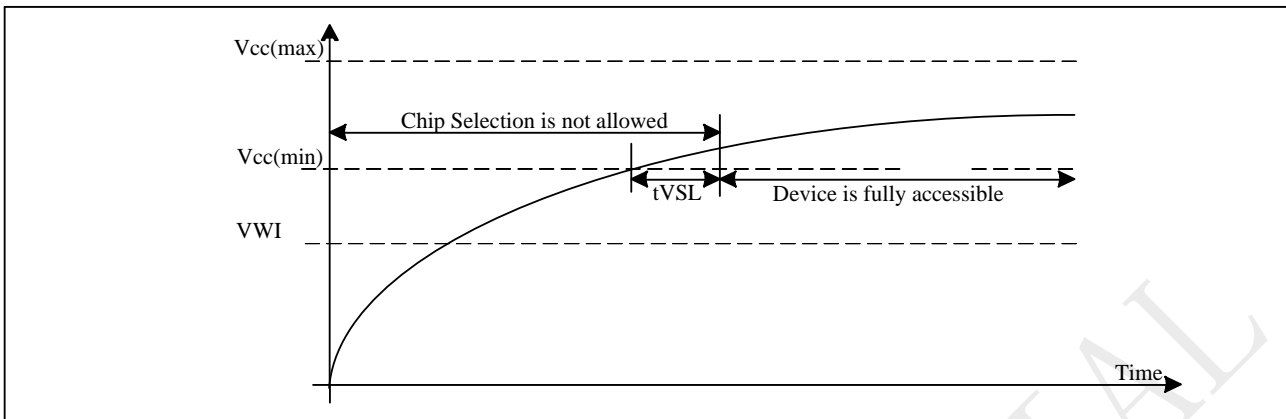 Vcc(max)
Chip Selection is not allowed
Vcc(min)
tVSL
Device is fully accessible
VWI
Time